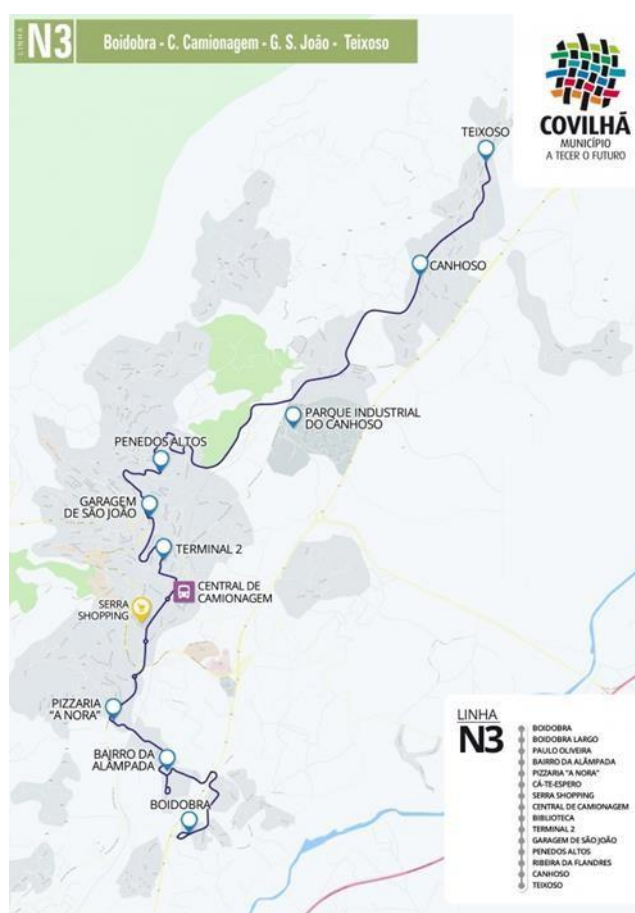 LINHA
N3
Boidobra - C. Camionagem - G. S. João - Teixoso
COVILHÃ
MUNICÍPIO
A TECER O FUTURO
TEIXOSO
CANHOSO
PARQUE INDUSTRIAL
DO CANHOSO
PENEDOS ALTOS
GARAGEM
DE SÃO JOÃO
TERMINAL 2
CENTRAL DE
CAMIONAGEM
SERRA
SHOPPING
PIZZARIA
“A NORA”
BAIRRO DA
ALÂMPADA
BOIDOBRA
LINHA
N3
BOIDOBRA
BOIDOBRA LARGO
PAULO OLIVEIRA
BAIRRO DA ALÂMPADA
PIZZARIA “A NORA”
CÁ-TE-ESPERO
SERRA SHOPPING
CENTRAL DE CAMIONAGEM
BIBLIOTECA
TERMINAL 2
GARAGEM DE SÃO JOÃO
PENEDOS ALTOS
RIBEIRA DA FLANDRES
CANHOSO
TEIXOSO